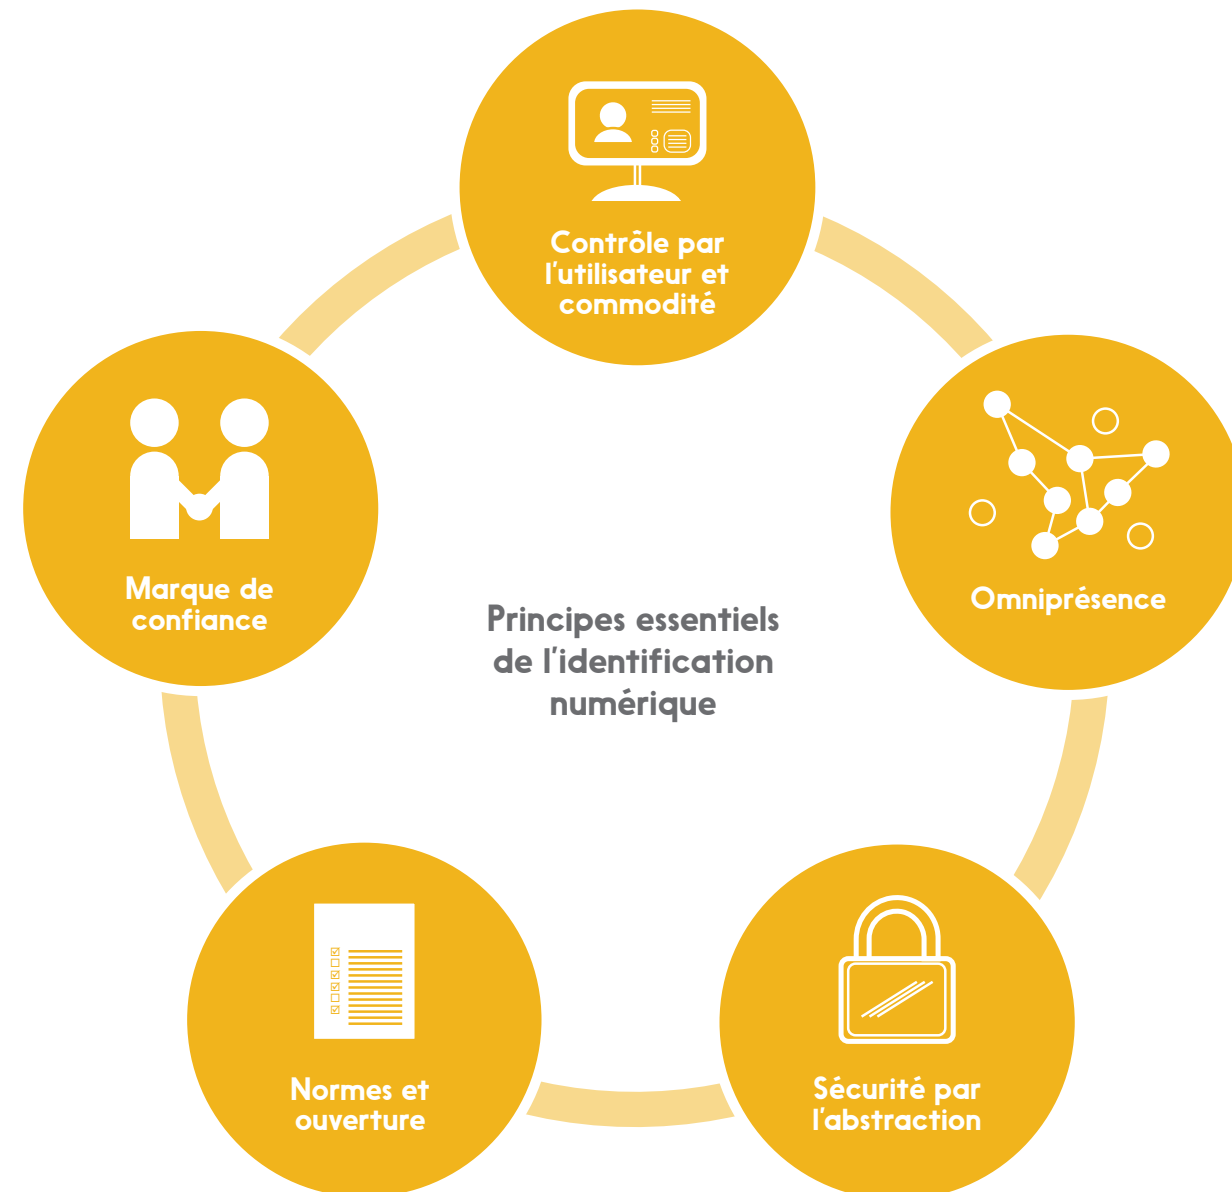 Contrôle par
l'utilisateur et
commodité
Marque de
confiance
Omniprésence
Principes essentiels
de l'identification
numérique
Normes et
ouverture
Sécurité par
l'abstraction